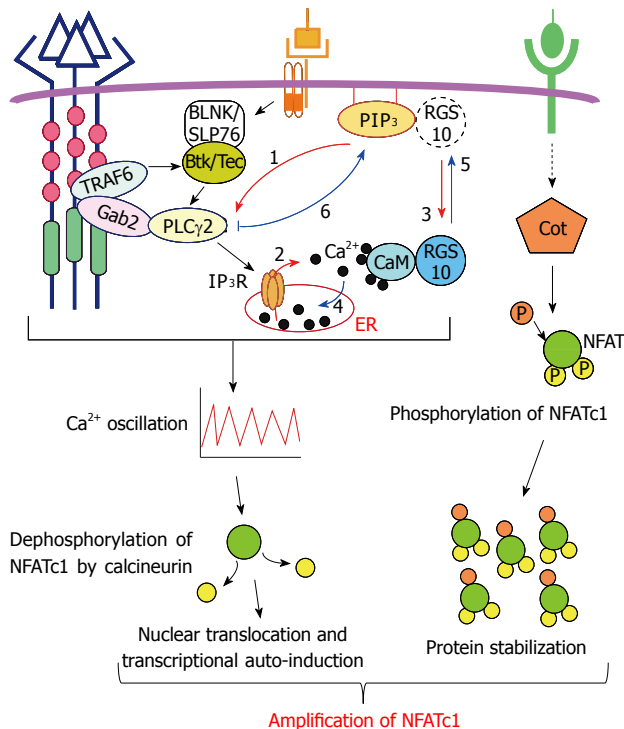 BLNK/
SLP76
Btk/Tec
TRAF6
Gab2
PLCγ2
PIP₃
RGS
10
1
5
6
3
2
IP₃R
Ca²⁺
CaM
RGS
10
4
ER
Cot
P
NFAT
P
P
Phosphorylation of NFATc1
Ca²⁺ oscillation
Dephosphorylation of
NFATc1 by calcineurin
Nuclear translocation and
transcriptional auto-induction
Protein stabilization
Amplification of NFATc1